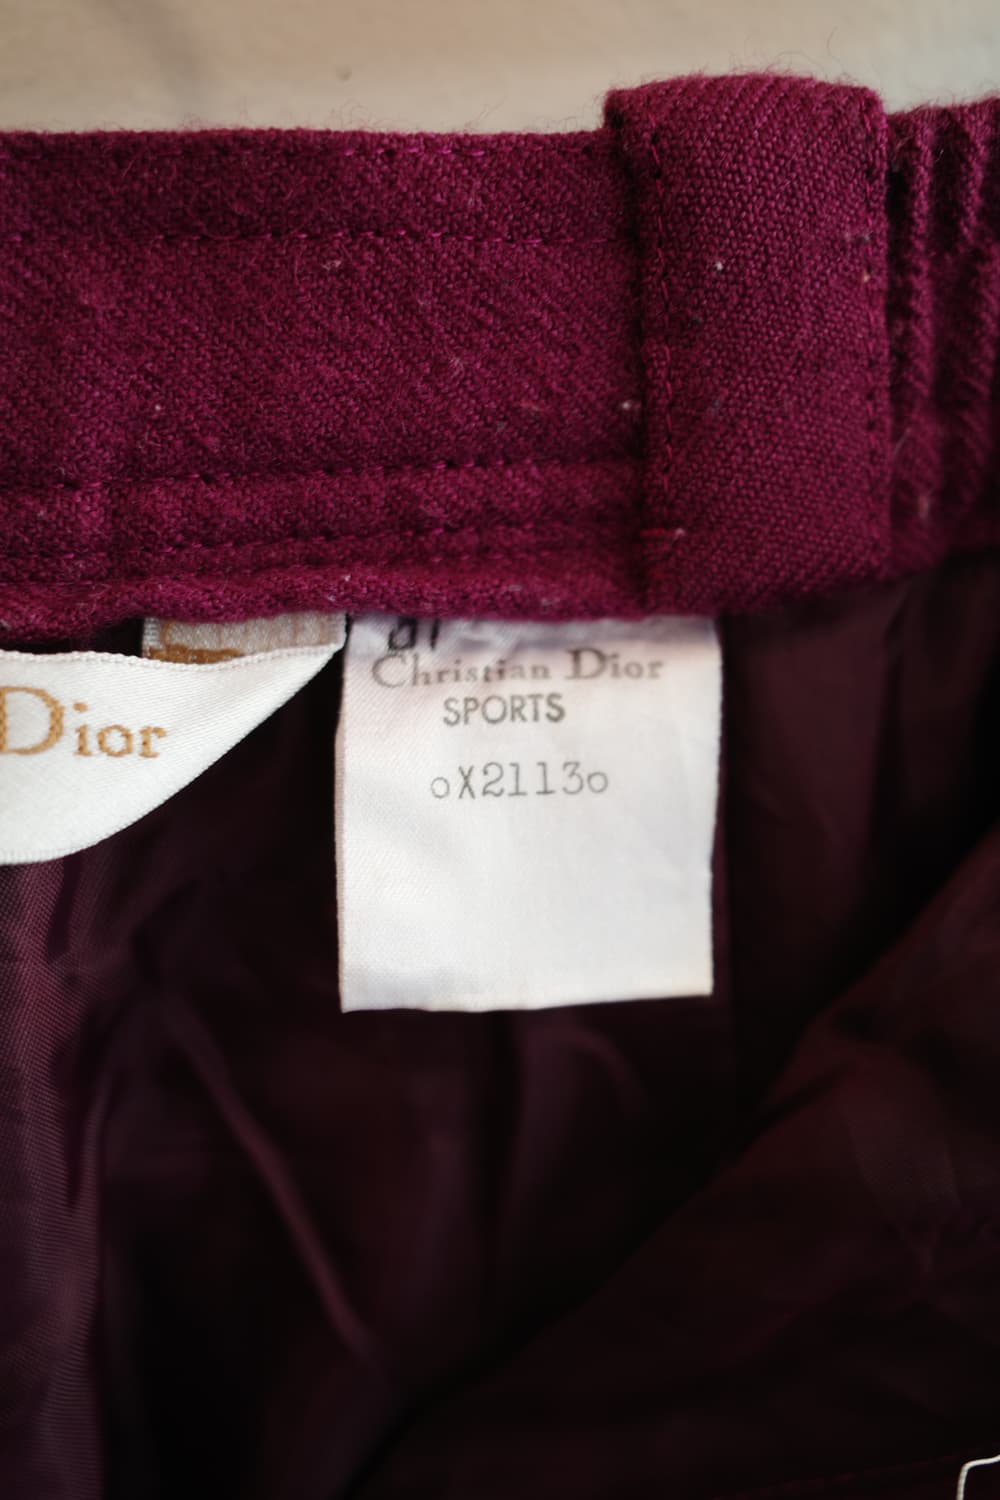 Dior
Christian Dior
SPORTS
oX2113o